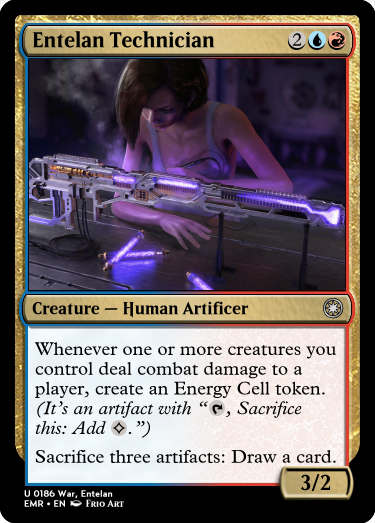 Entelan Technician 2
Creature — Human Artificer
Whenever one or more creatures you
control deal combat damage to a
player, create an Energy Cell token.
(It's an artifact with “, Sacrifice
this: Add .”)
Sacrifice three artifacts: Draw a card.
3/2
U 0186 War, Entelan
EMR • EN Frio Art